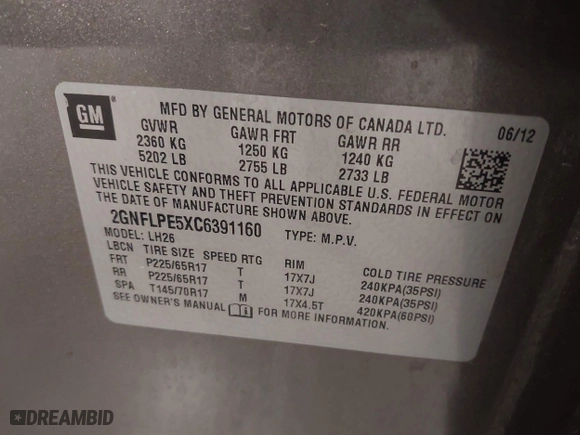 GM
MFD BY GENERAL MOTORS OF CANADA LTD. 06/12
GVWR GAWR FRT GAWR RR
2360 KG 1250 KG 1240 KG
5202 LB 2755 LB 2733 LB
THIS VEHICLE CONFORMS TO ALL APPLICABLE U.S. FEDERAL MOTOR
VEHICLE SAFETY AND THEFT PREVENTION STANDARDS IN EFFECT ON
THE DATE OF MANUFACTURE SHOWN ABOVE.
2GNFLPE5XC6391160 TYPE: M.P.V.
MODEL: LH26
LBCN TIRE SIZE SPEED RTG RIM COLD TIRE PRESSURE
FRT P225/65R17 T 17X7J 240KPA(35PSI)
RR P225/65R17 T 17X7J 240KPA(35PSI)
SPA T145/70R17 M 17X4.5T 420KPA(60PSI)
SEE OWNER'S MANUAL FOR MORE INFORMATION.
DREAMBID